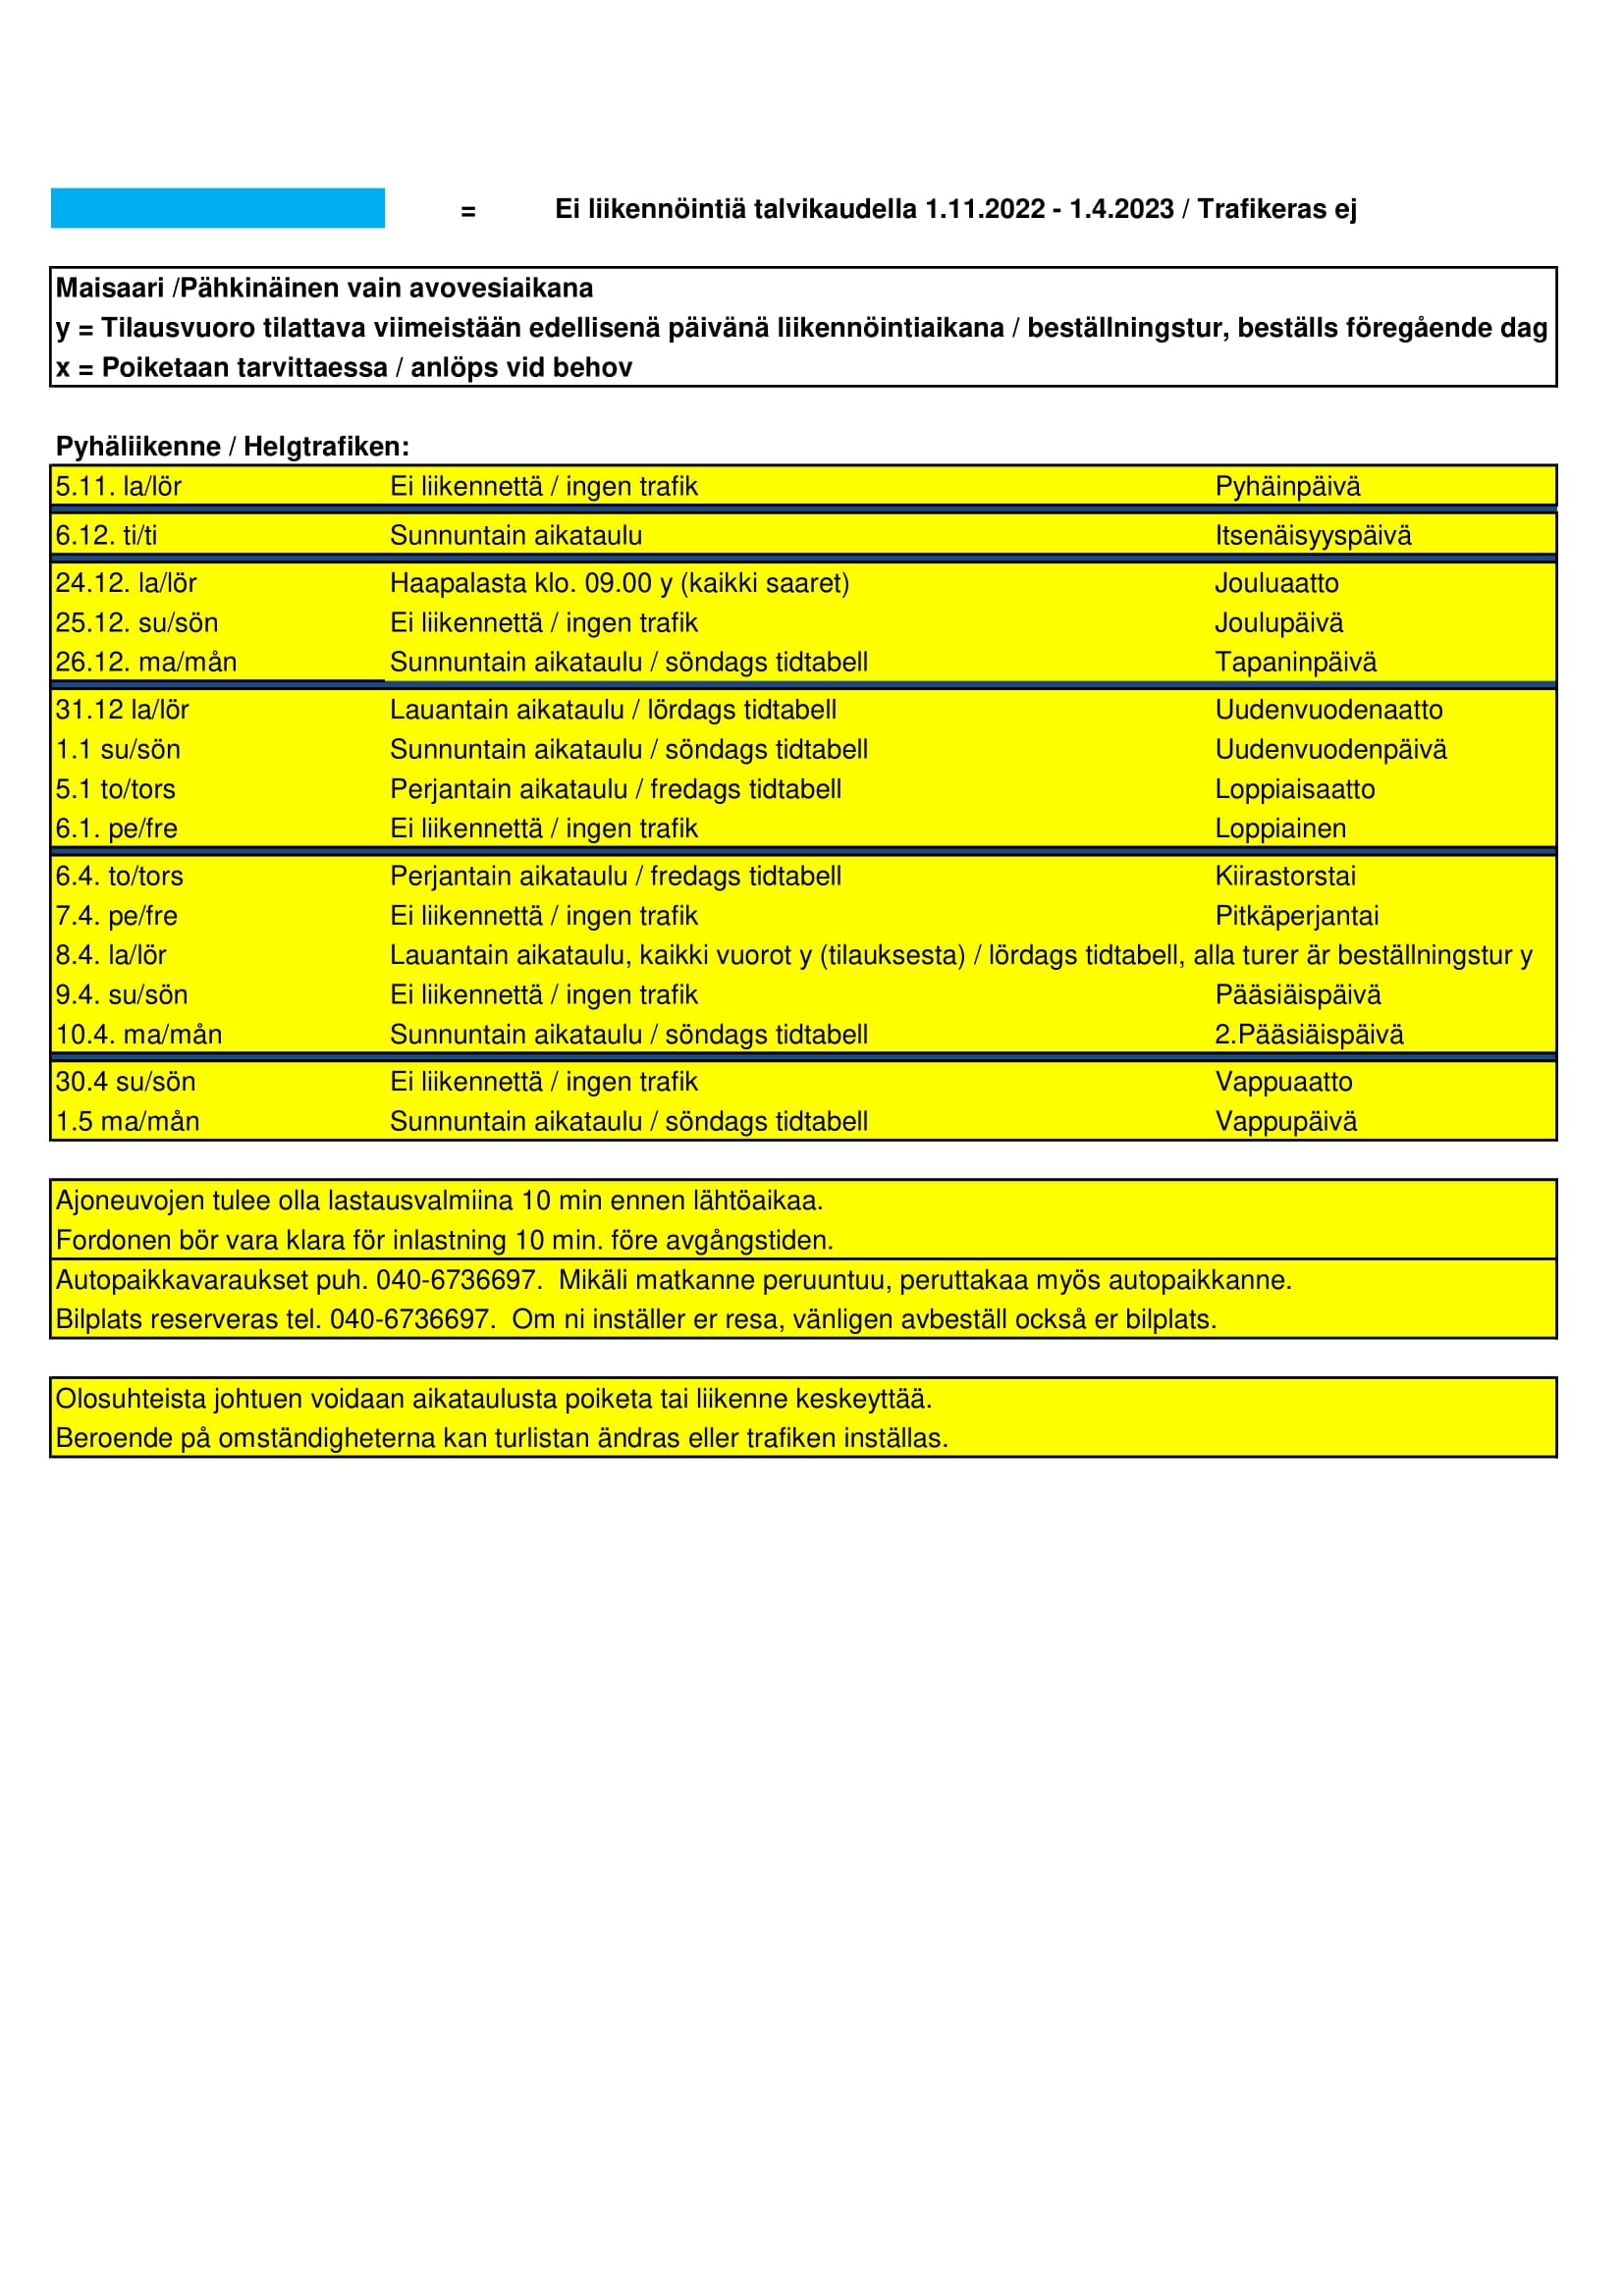 = Ei liikennöintiä talvikaudella 1.11.2022 - 1.4.2023 / Trafikeras ej
Maisaari /Pähkinäinen vain avovesiaikana
y = Tilausvuoro tilattava viimeistään edellisenä päivänä liikennöintiaikana / beställningstur, beställs föregående dag
x = Poiketaan tarvittaessa / anlöps vid behov
Pyhäliikenne / Helgtrafiken:
5.11. la/lör Ei liikennettä / ingen trafik Pyhäinpäivä
6.12. ti/ti Sunnuntain aikataulu Itsenäisyyspäivä
24.12. la/lör Haapalasta klo. 09.00 y (kaikki saaret) Jouluaatto
25.12. su/sön Ei liikennettä / ingen trafik Joulupäivä
26.12. ma/mån Sunnuntain aikataulu / söndags tidtabell Tapaninpäivä
31.12 la/lör Lauantain aikataulu / lördags tidtabell Uudenvuodenaatto
1.1 su/sön Sunnuntain aikataulu / söndags tidtabell Uudenvuodenpäivä
5.1 to/tors Perjantain aikataulu / fredags tidtabell Loppiaisaatto
6.1. pe/fre Ei liikennettä / ingen trafik Loppiainen
6.4. to/tors Perjantain aikataulu / fredags tidtabell Kiirastorstai
7.4. pe/fre Ei liikennettä / ingen trafik Pitkäperjantai
8.4. la/lör Lauantain aikataulu, kaikki vuorot y (tilauksesta) / lördags tidtabell, alla turer är beställningstur y
9.4. su/sön Ei liikennettä / ingen trafik Pääsiäispäivä
10.4. ma/mån Sunnuntain aikataulu / söndags tidtabell 2.Pääsiäispäivä
30.4 su/sön Ei liikennettä / ingen trafik Vappuaatto
1.5 ma/mån Sunnuntain aikataulu / söndags tidtabell Vappupäivä
Ajoneuvojen tulee olla lastausvalmiina 10 min ennen lähtöaikaa.
Fordonen bör vara klara för inlastning 10 min. före avgångstiden.
Autopaikkavaraukset puh. 040-6736697. Mikäli matkanne peruuntuu, peruttakaa myös autopaikkanne.
Bilplats reserveras tel. 040-6736697. Om ni inställer er resa, vänligen avbeställ också er bilplats.
Olosuhteista johtuen voidaan aikataulusta poiketa tai liikenne keskeyttää.
Beroende på omständigheterna kan turlistan ändras eller trafiken inställas.